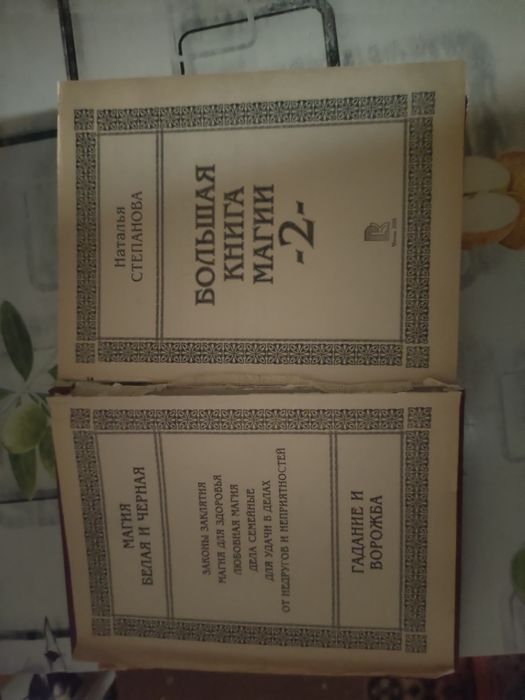 МАГИЯ
БЕЛАЯ И ЧЕРНАЯ
ЗАКОНЫ ЗАКЛЯТИЯ
МАГИЯ ДЛЯ ЗДОРОВЬЯ
ЛЮБОВНАЯ МАГИЯ
ДЕЛА СЕМЕЙНЫЕ
ДЛЯ УДАЧИ В ДЕЛАХ
ОТ НЕДРУГОВ И НЕПРИЯТНОСТЕЙ
ГАДАНИЕ И
ВОРОЖБА
Наталья
СТЕПАНОВА
БОЛЬШАЯ
КНИГА
МАГИИ
-2-
Москва